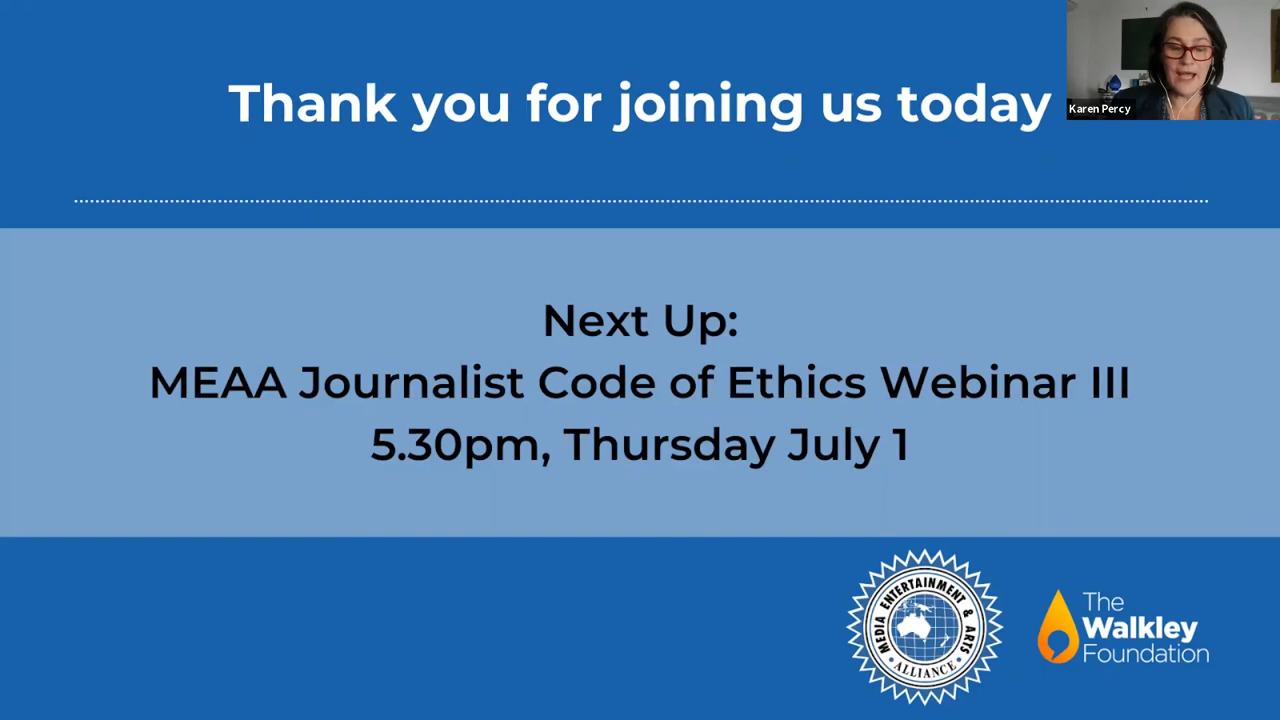 Thank you for joining us today
Karen Percy
Next Up:
MEAA Journalist Code of Ethics Webinar III
5.30pm, Thursday July 1
MEDIA ENTERTAINMENT & ARTS
• ALLIANCE •
The
Walkley
Foundation